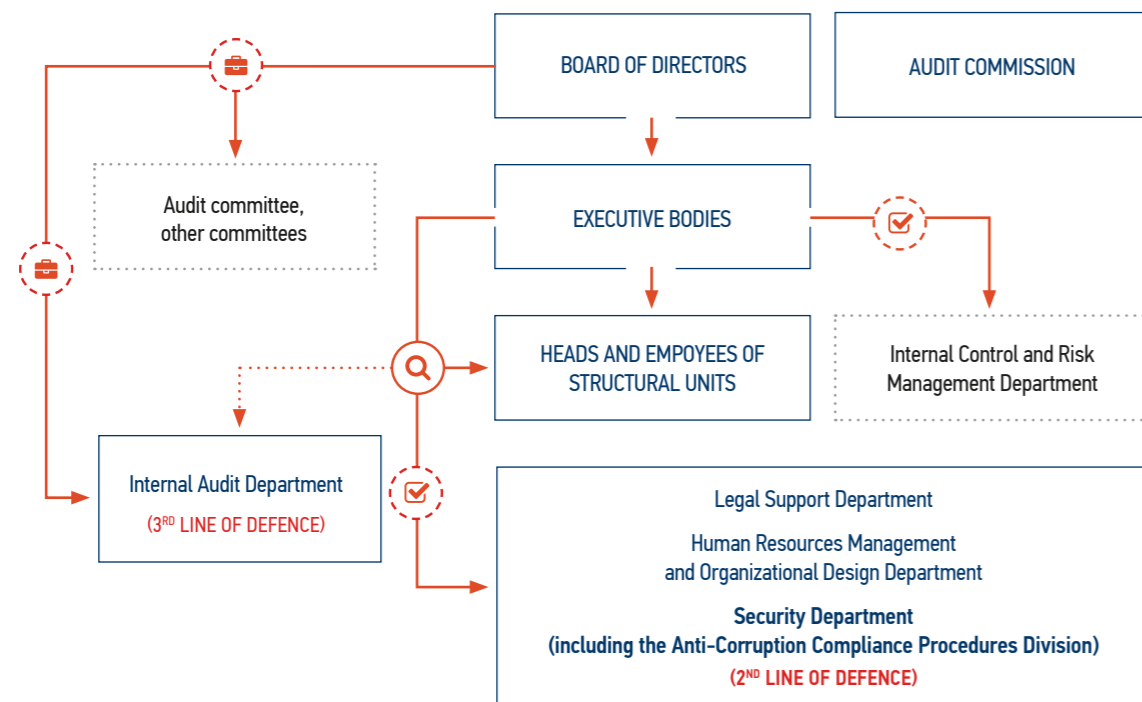 BOARD OF DIRECTORS
AUDIT COMMISSION
Audit committee,
other committees
EXECUTIVE BODIES
HEADS AND EMPOYEES OF
STRUCTURAL UNITS
Internal Control and Risk
Management Department
Internal Audit Department
(3RD LINE OF DEFENCE)
Legal Support Department
Human Resources Management
and Organizational Design Department
Security Department
(including the Anti-Corruption Compliance Procedures Division)
(2ND LINE OF DEFENCE)